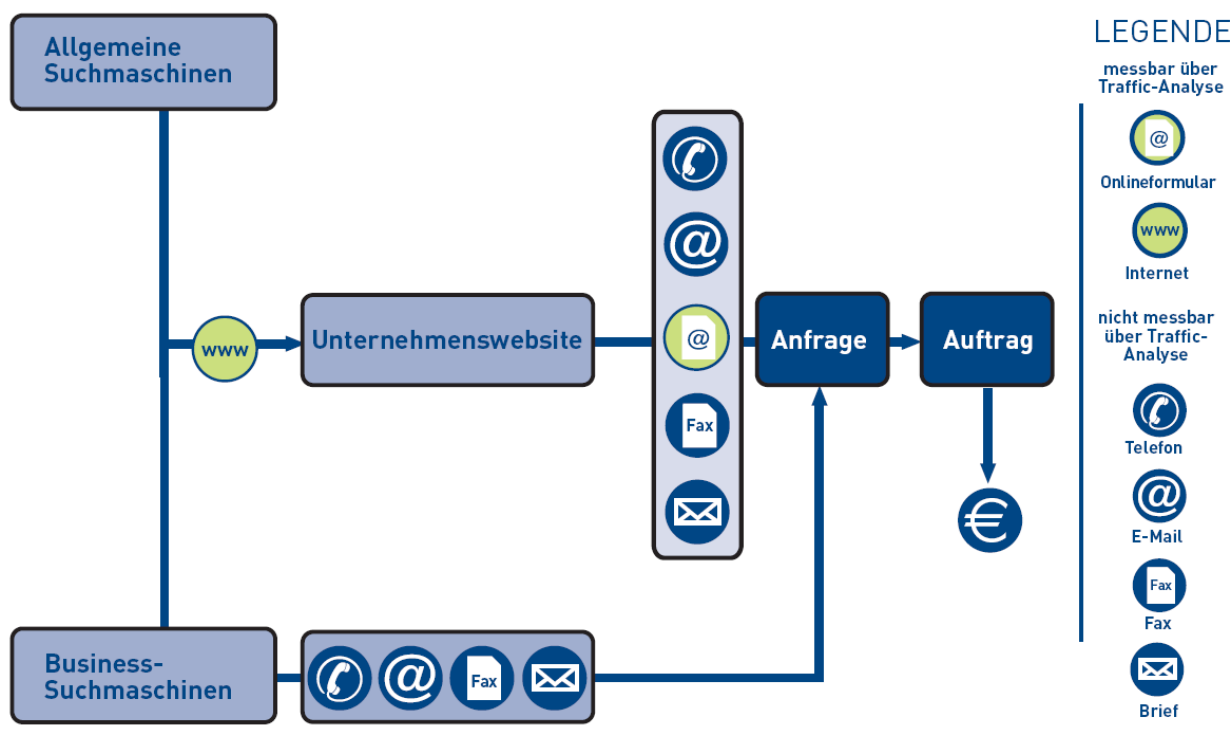 Allgemeine
Suchmaschinen
www
Unternehmenswebsite
@
@
Fax
Anfrage
Auftrag
€
Business-
Suchmaschinen
@
Fax
LEGENDE
messbar über
Traffic-Analyse
@
Onlineformular
www
Internet
nicht messbar
über Traffic-
Analyse
Telefon
@
E-Mail
Fax
Fax
Brief